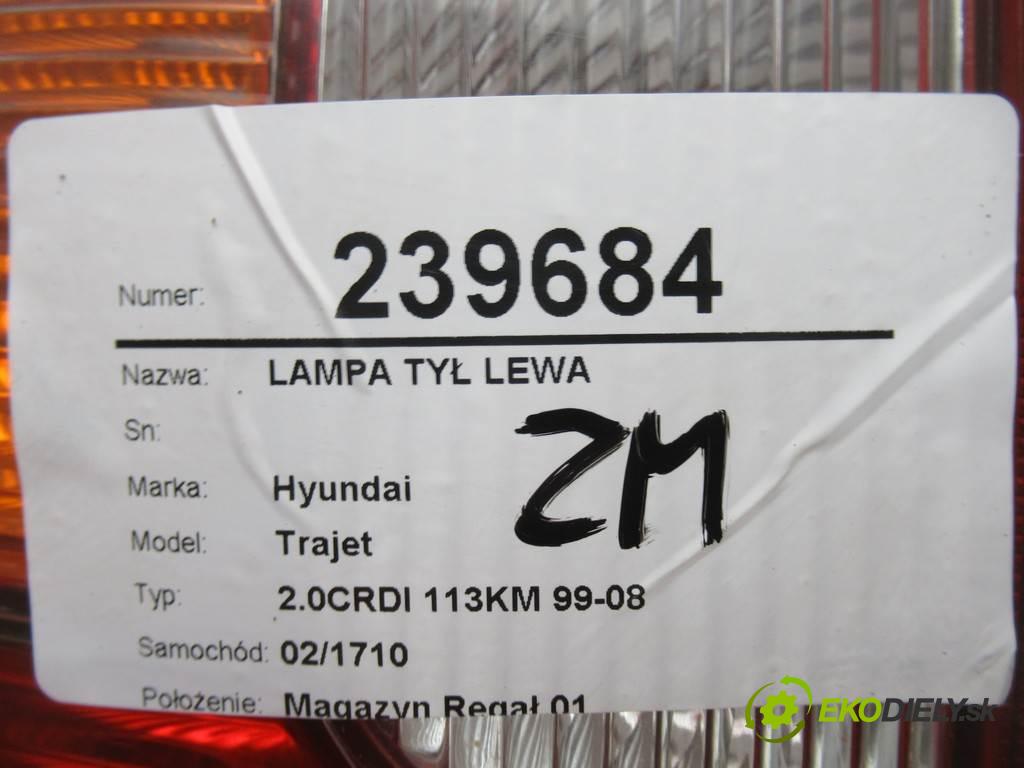 Numer: 239684
Nazwa: LAMPA TYŁ LEWA
Sn:
ZM
Marka: Hyundai
Model: Trajet
Typ: 2.0CRDI 113KM 99-08
Samochód: 02/1710
Położenie: Magazyn Regał 01
EKODIELY.sk